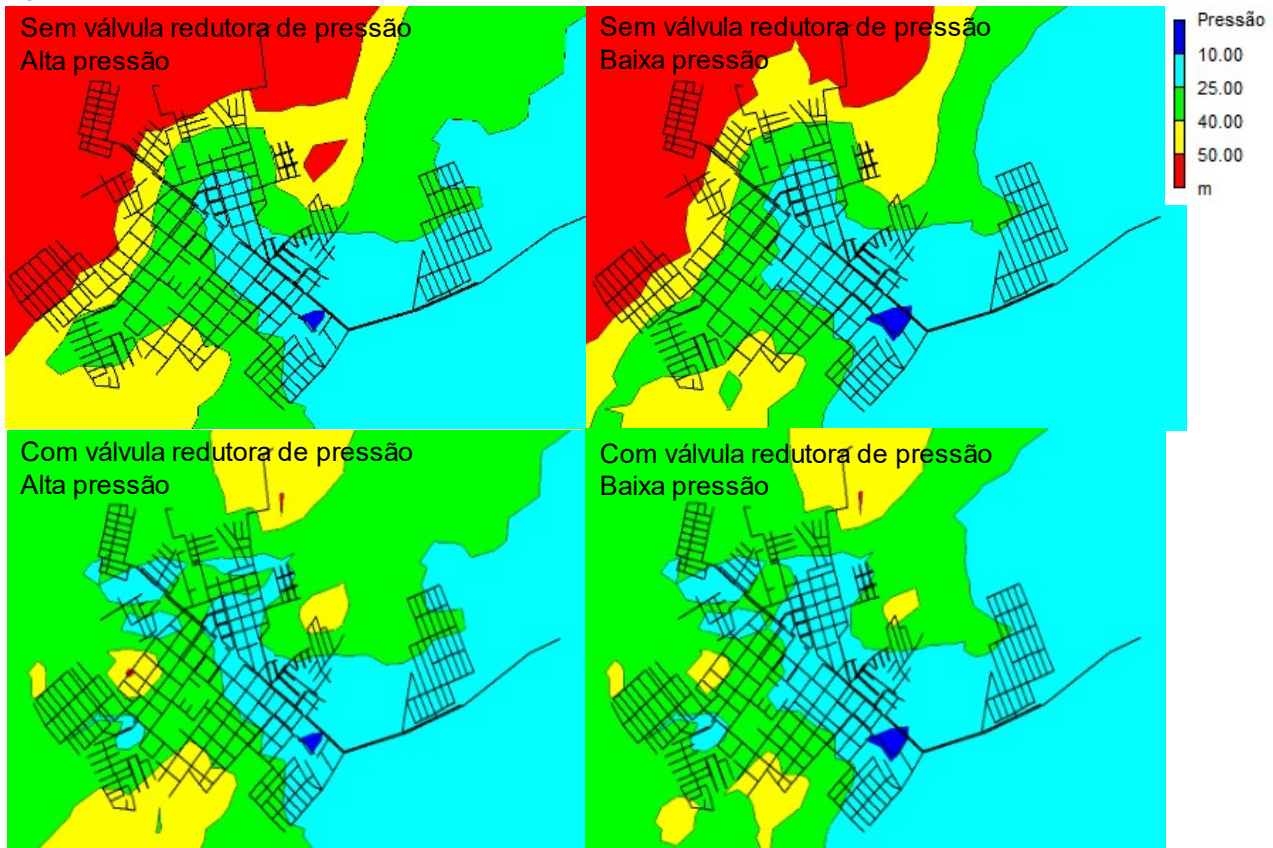 Sem válvula redutora de pressão
Alta pressão
Sem válvula redutora de pressão
Baixa pressão
Pressão
10.00
25.00
40.00
50.00
m
Com válvula redutora de pressão
Alta pressão
Com válvula redutora de pressão
Baixa pressão